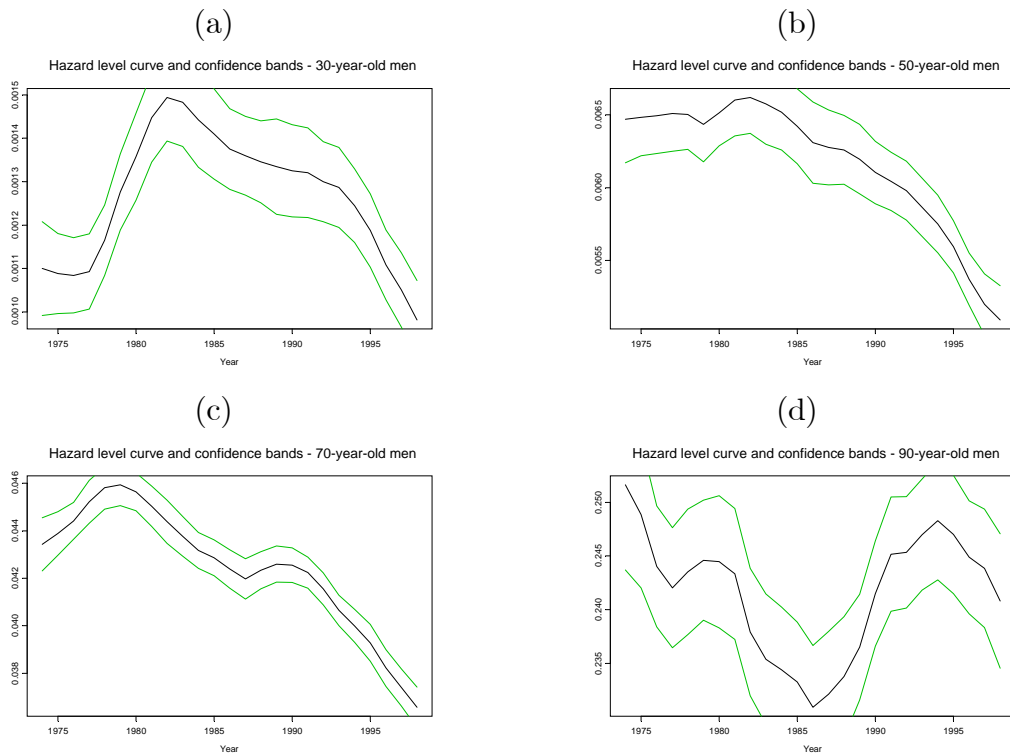 (a)
Hazard level curve and confidence bands - 30-year-old men
0.0015
0.0014
0.0013
0.0012
0.0011
0.0010
1975 1980 1985 1990 1995
Year
(b)
Hazard level curve and confidence bands - 50-year-old men
0.0065
0.0060
0.0055
1975 1980 1985 1990 1995
Year
(c)
Hazard level curve and confidence bands - 70-year-old men
0.046
0.044
0.042
0.040
0.038
1975 1980 1985 1990 1995
Year
(d)
Hazard level curve and confidence bands - 90-year-old men
0.250
0.245
0.240
0.235
1975 1980 1985 1990 1995
Year